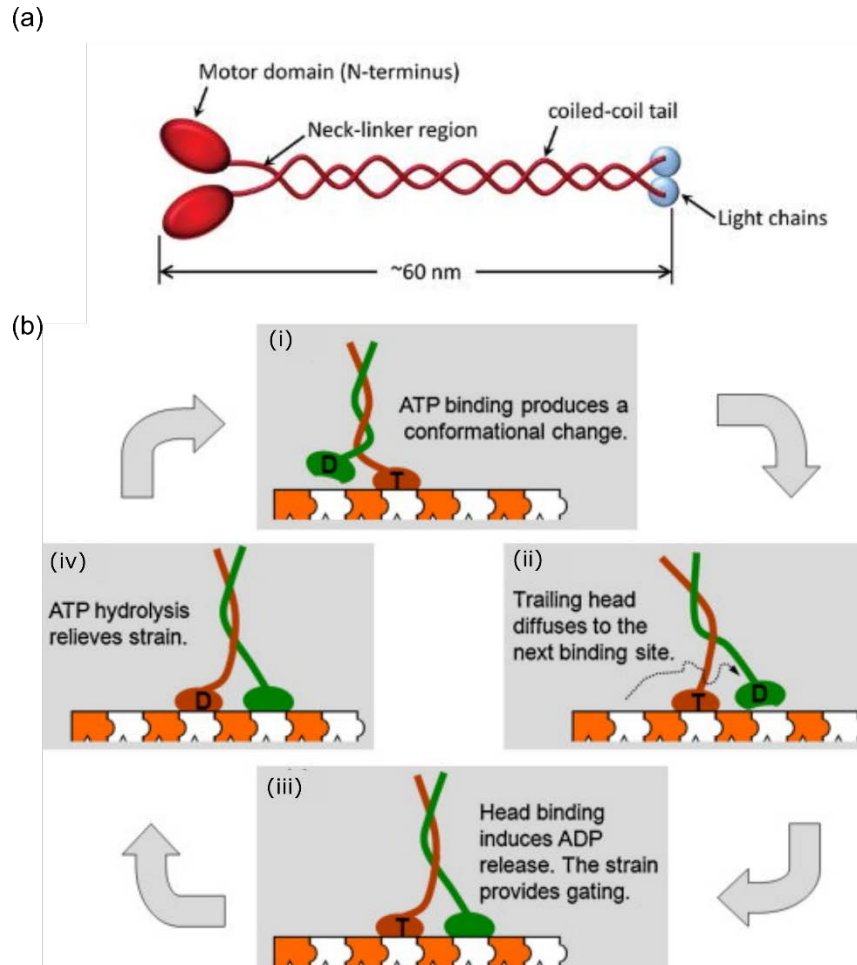 (a)
Motor domain (N-terminus)
Neck-linker region
coiled-coil tail
Light chains
~60 nm
(b)
(i)
ATP binding produces a
conformational change.
D
T
(ii)
Trailing head
diffuses to the
next binding site.
T
D
(iii)
Head binding
induces ADP
release. The strain
provides gating.
T
(iv)
ATP hydrolysis
relieves strain.
D